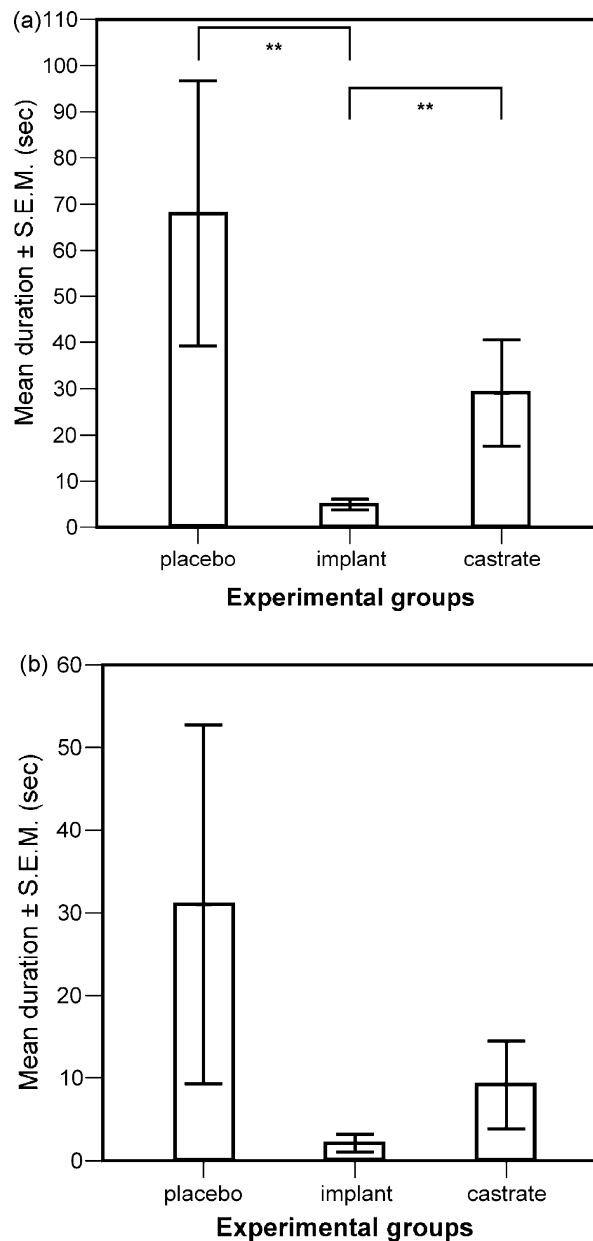 (a)
110
100
90
80
70
60
50
40
30
20
10
0
Mean duration ± S.E.M. (sec)
**
**
placebo implant castrate
Experimental groups
(b)
60
50
40
30
20
10
0
Mean duration ± S.E.M. (sec)
placebo implant castrate
Experimental groups